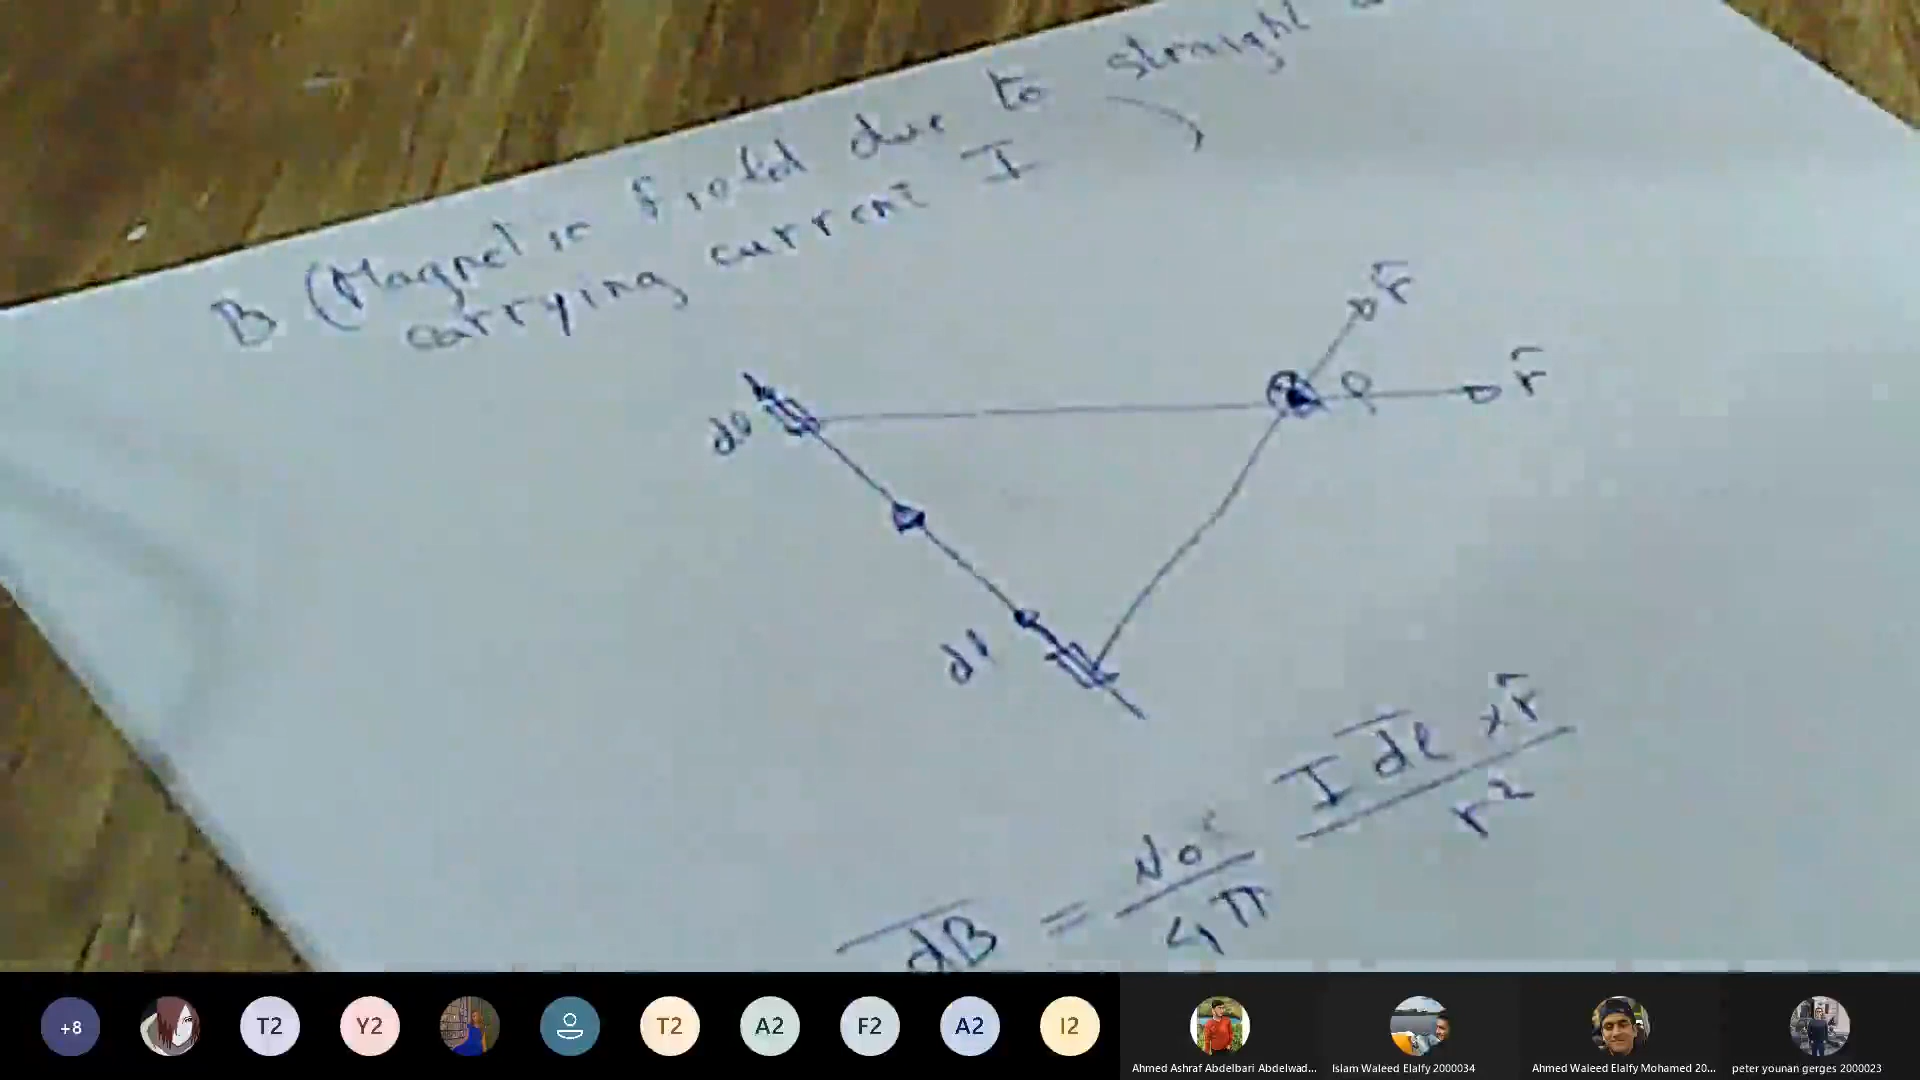 B (Magnetic field due to straight
carrying current I )
r̂
r̂
P
dl
dl
dB = μ0 / 4π I dl × r̂ / r²
+8
T2
Y2
T2
A2
F2
A2
I2
Ahmed Ashraf Abdelbari Abdelwad...
Islam Waleed Elalfy 2000034
Ahmed Waleed Elalfy Mohamed 20...
peter younan gerges 2000023